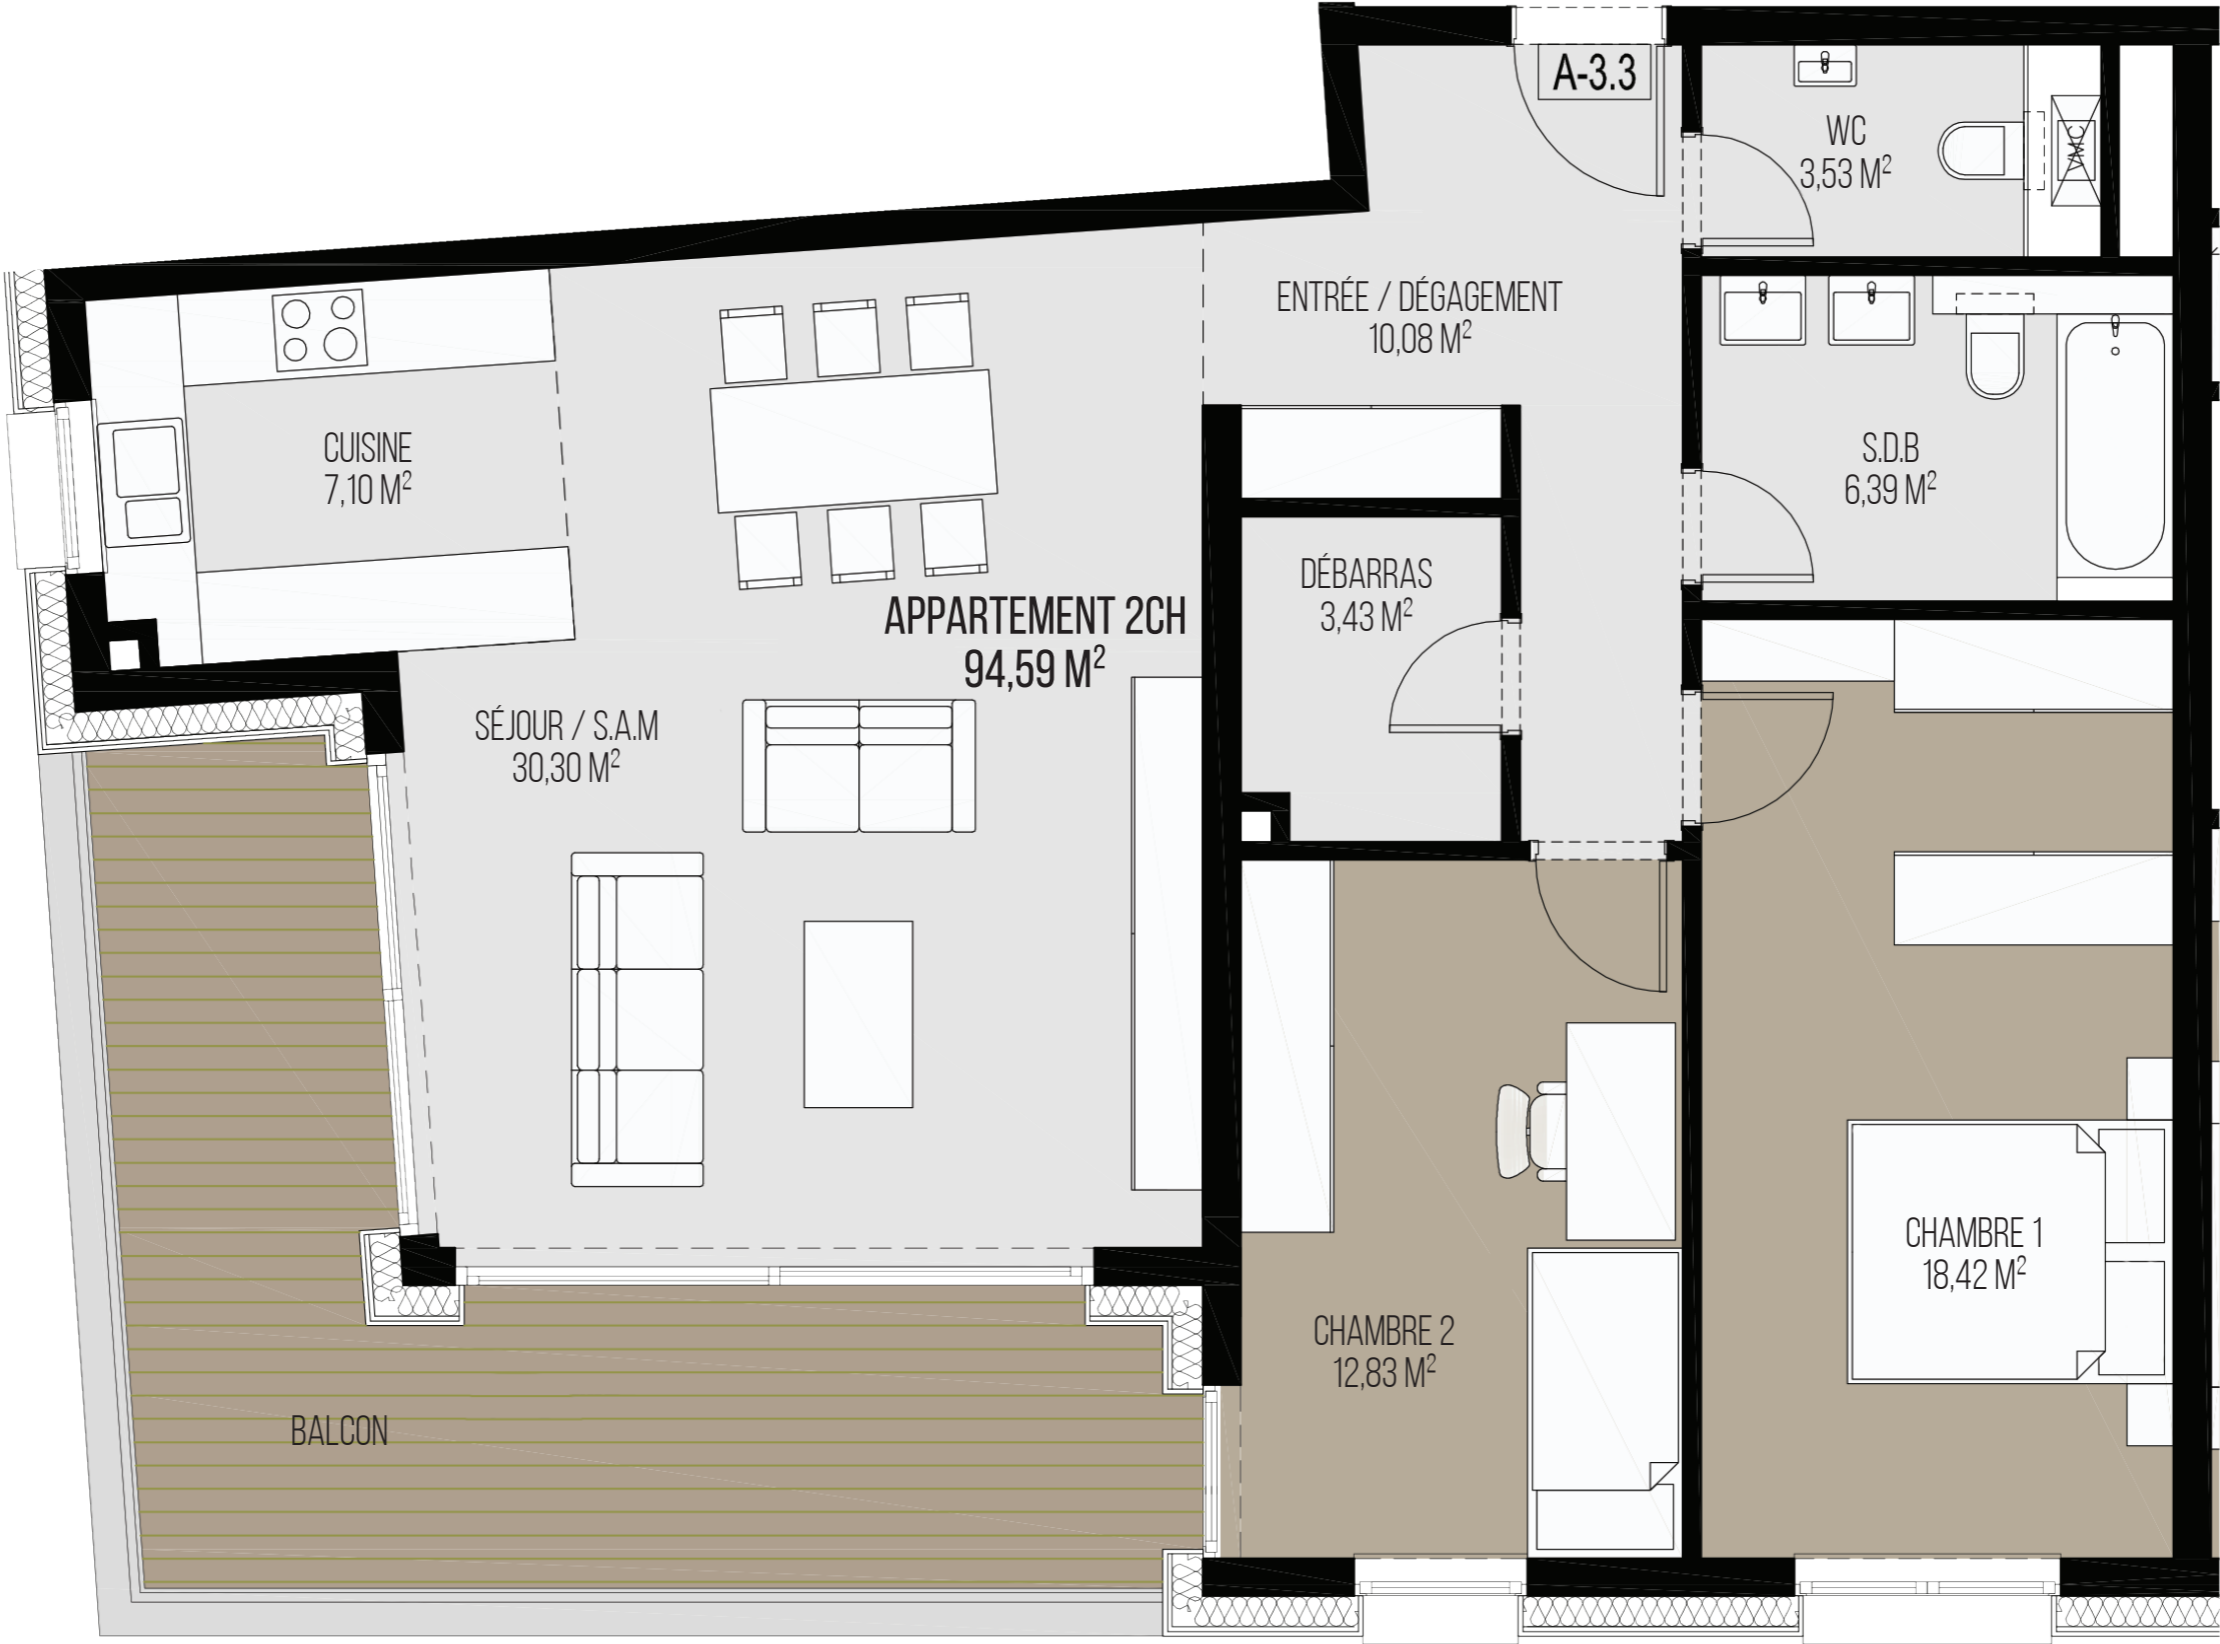 A-3.3
WC
3,53 M²
VMC
ENTRÉE / DÉGAGEMENT
10,08 M²
CUISINE
7,10 M²
S.D.B
6,39 M²
DÉBARRAS
3,43 M²
APPARTEMENT 2CH
94,59 M²
SÉJOUR / S.A.M
30,30 M²
CHAMBRE 1
18,42 M²
CHAMBRE 2
12,83 M²
BALCON